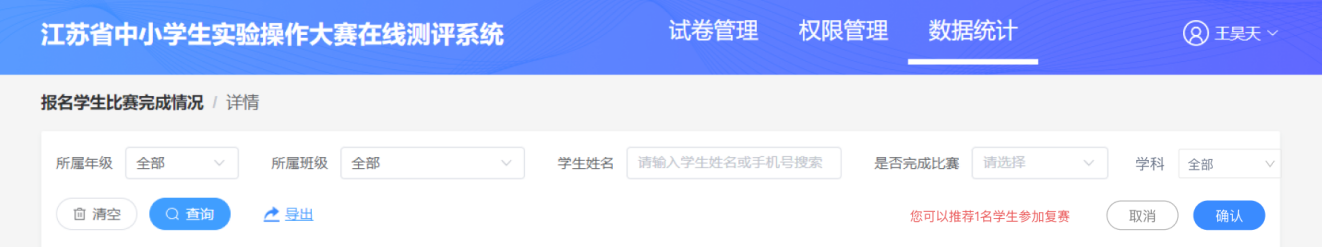 江苏省中小学生实验操作大赛在线测评系统 试卷管理 权限管理 数据统计 王昊天
报名学生比赛完成情况 / 详情
所属年级 全部 所属班级 全部 学生姓名 请输入学生姓名或手机号搜索 是否完成比赛 请选择 学科 全部
清空 查询 导出 您可以推荐1名学生参加复赛 取消 确认